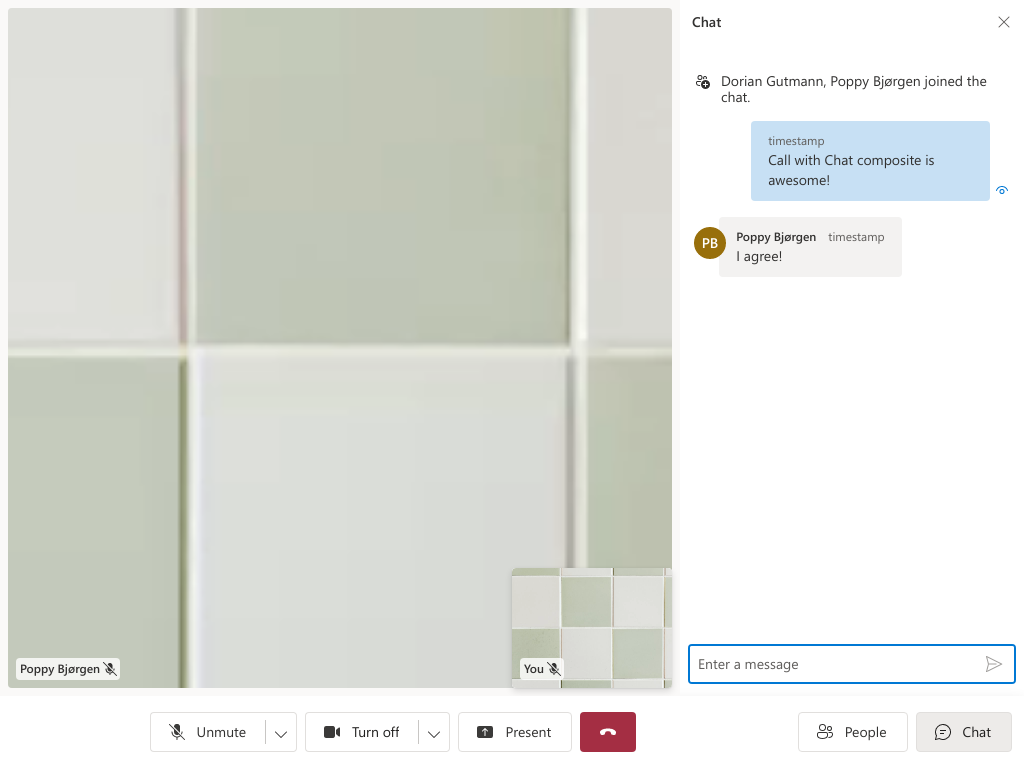 Chat
Dorian Gutmann, Poppy Bjørgen joined the
chat.
timestamp
Call with Chat composite is
awesome!
PB Poppy Bjørgen timestamp
I agree!
Poppy Bjørgen
You
Enter a message
Unmute Turn off Present People Chat